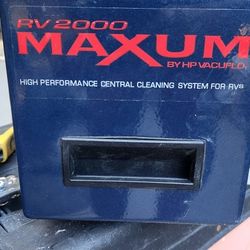 RV 2000
MAXUM
BY HP VACUFLO
HIGH PERFORMANCE CENTRAL CLEANING SYSTEM FOR RVs